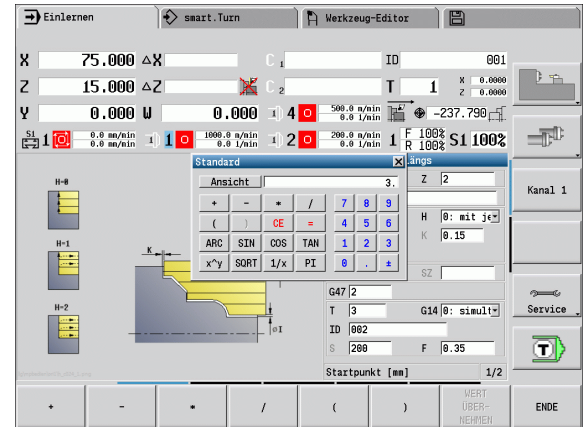 Einlernen smart.Turn Werkzeug-Editor
X 75.000 ΔX C 1 ID 001
Z 15.000 ΔZ C 2 T 1 X 0.0000
Z 0.0000
Y 0.000 U 0.000 4 0 500.0 m/min
0.0 1/min -237.790
S1 1 0.0 mm/min
0.0 mm/min 1 0 1000.0 m/min
0.0 1/min 2 0 200.0 m/min
0.0 1/min 1 F 100%
R 100% S1 100%
Standard X längs
Ansicht 3. Z 2
+ - * / 7 8 9
( ) CE = 4 5 6
ARC SIN COS TAN 1 2 3
x^y SQRT 1/x PI 0 . ±
H 0: mit je
K 0.15
SZ
G47 2
T 3 G14 0: simult
ID 002
S 200 F 0.35
Startpunkt [mm] 1/2
H-0
H-1
H-2
K
øI
Kanal 1
Service
T
+ - * / ( ) WERT
ÜBER-
NEHMEN ENDE